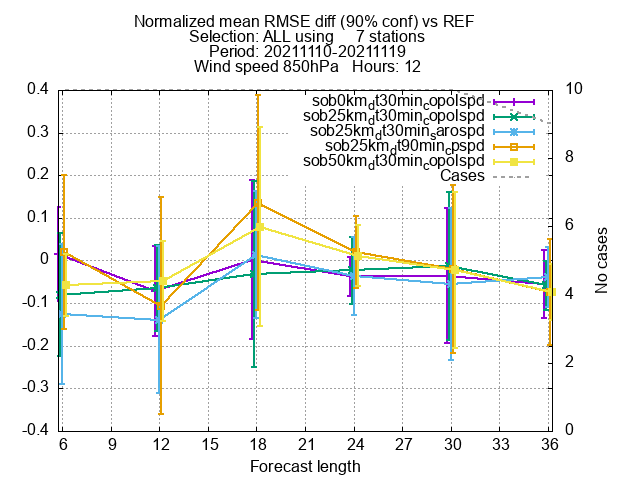 Normalized mean RMSE diff (90% conf) vs REF
Selection: ALL using 7 stations
Period: 20211110-20211119
Wind speed 850hPa Hours: 12
sob0km_dt30min_copolspd
sob25km_dt30min_copolspd
sob25km_dt30min_sarospd
sob25km_dt90min_cpspd
sob50km_dt30min_copolspd
Cases
0.4
0.3
0.2
0.1
0
-0.1
-0.2
-0.3
-0.4
10
8
6
4
2
0
No cases
6 9 12 15 18 21 24 27 30 33 36
Forecast length